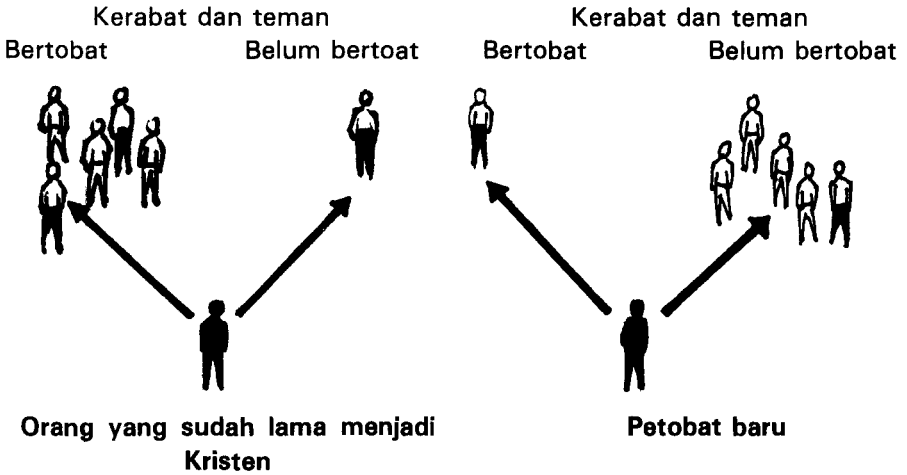 Kerabat dan teman
Bertobat Belum bertoat
Orang yang sudah lama menjadi
Kristen
Kerabat dan teman
Bertobat Belum bertobat
Petobat baru